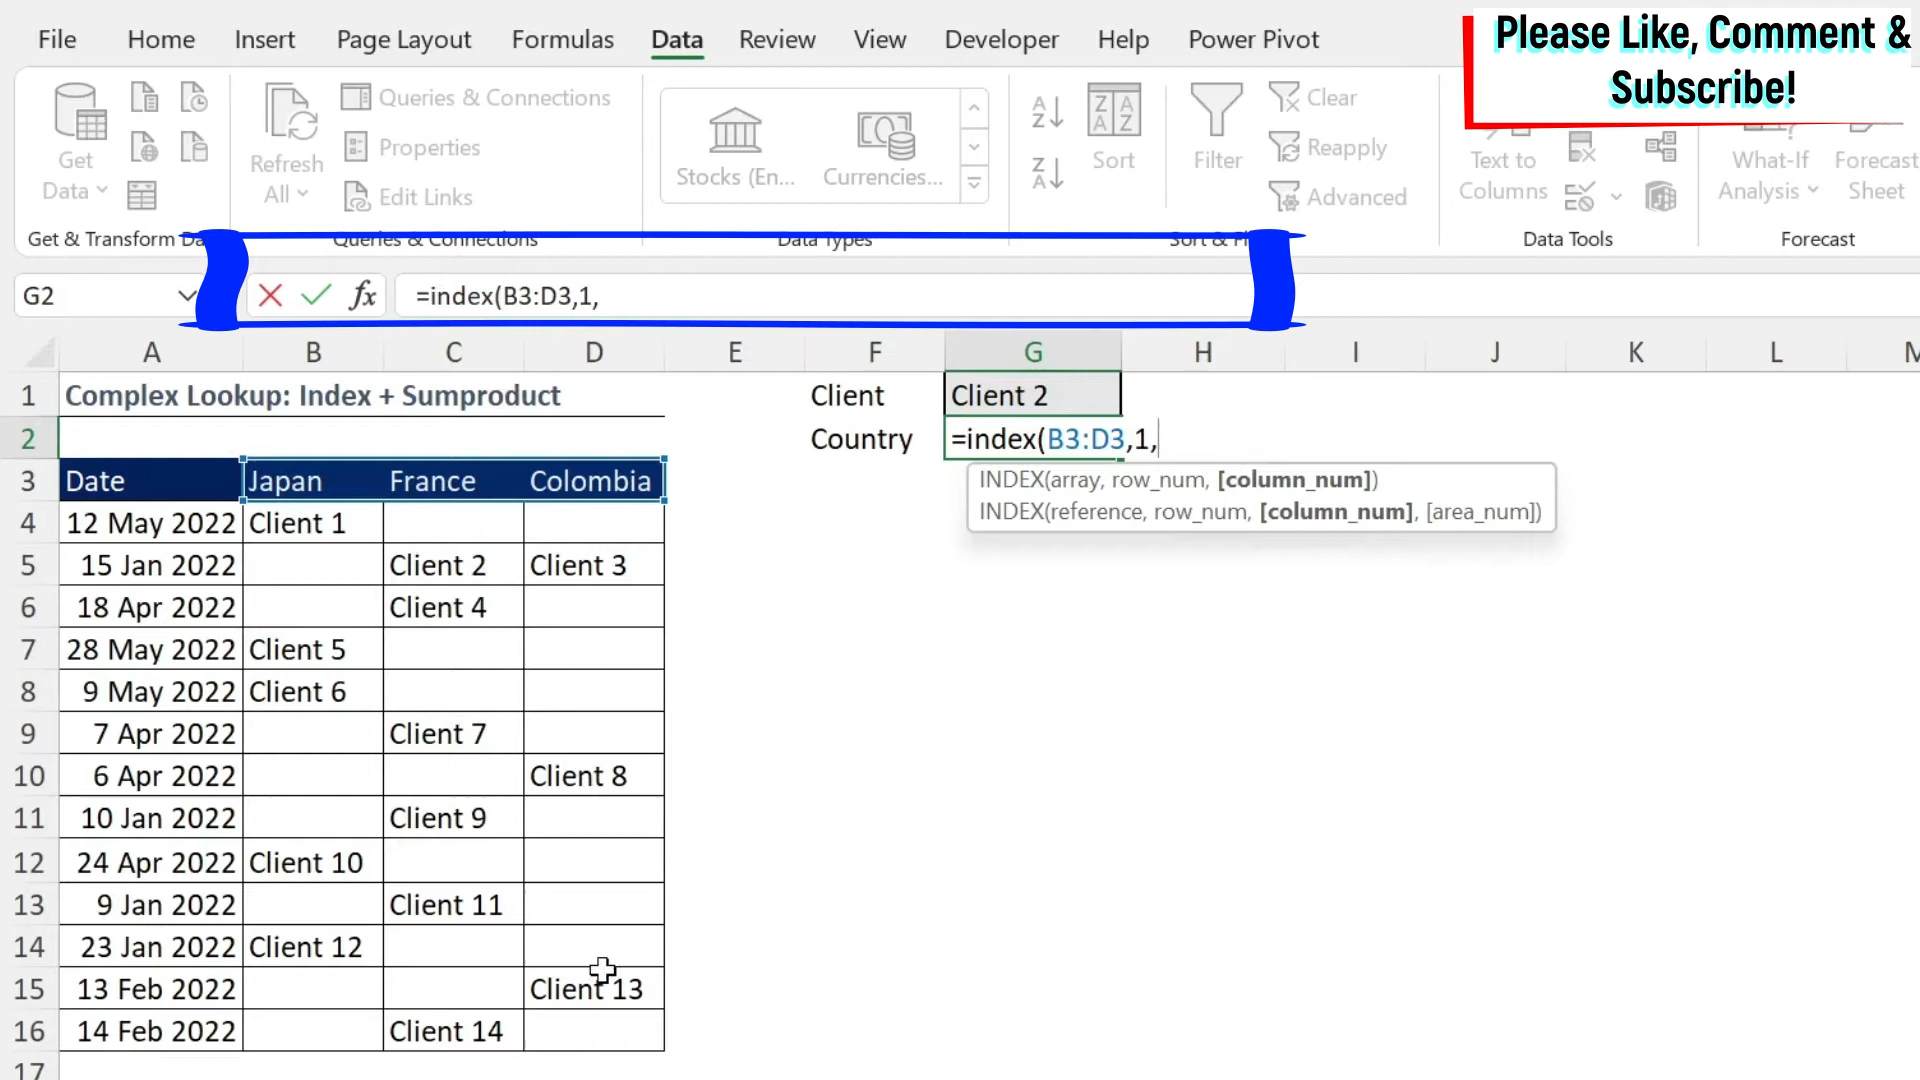 File Home Insert Page Layout Formulas Data Review View Developer Help Power Pivot
Please Like, Comment &
Subscribe!
Get
Data
Refresh
All
Queries & Connections
Properties
Edit Links
Stocks (En... Currencies...
Sort
Filter
Clear
Reapply
Advanced
Text to
Columns
What-If
Analysis
Forecast
Sheet
Get & Transform Da
Queries & Connections
Data Types
Sort & Fi
Data Tools
Forecast
G2 fx =index(B3:D3,1,
A B C D E F G H I J K L M
1 Complex Lookup: Index + Sumproduct Client Client 2
2 Country =index(B3:D3,1,
INDEX(array, row_num, [column_num])
INDEX(reference, row_num, [column_num], [area_num])
3 Date Japan France Colombia
4 12 May 2022 Client 1
5 15 Jan 2022 Client 2 Client 3
6 18 Apr 2022 Client 4
7 28 May 2022 Client 5
8 9 May 2022 Client 6
9 7 Apr 2022 Client 7
10 6 Apr 2022 Client 8
11 10 Jan 2022 Client 9
12 24 Apr 2022 Client 10
13 9 Jan 2022 Client 11
14 23 Jan 2022 Client 12
15 13 Feb 2022 Client 13
16 14 Feb 2022 Client 14
17